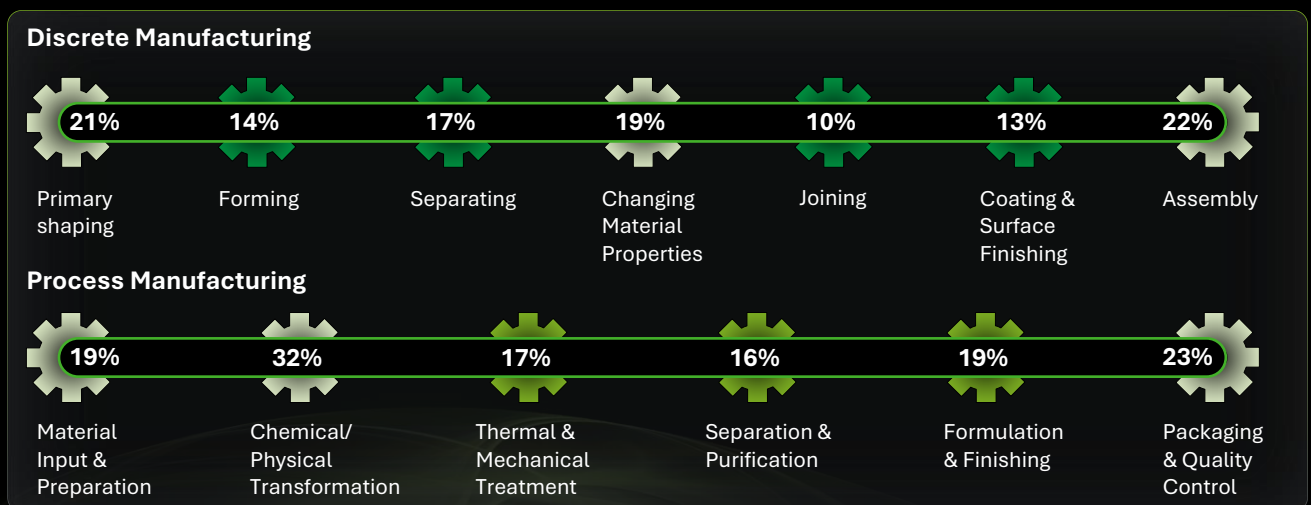 Discrete Manufacturing
21% 14% 17% 19% 10% 13% 22%
Primary
shaping
Forming
Separating
Changing
Material
Properties
Joining
Coating &
Surface
Finishing
Assembly
Process Manufacturing
19% 32% 17% 16% 19% 23%
Material
Input &
Preparation
Chemical/
Physical
Transformation
Thermal &
Mechanical
Treatment
Separation &
Purification
Formulation
& Finishing
Packaging
& Quality
Control